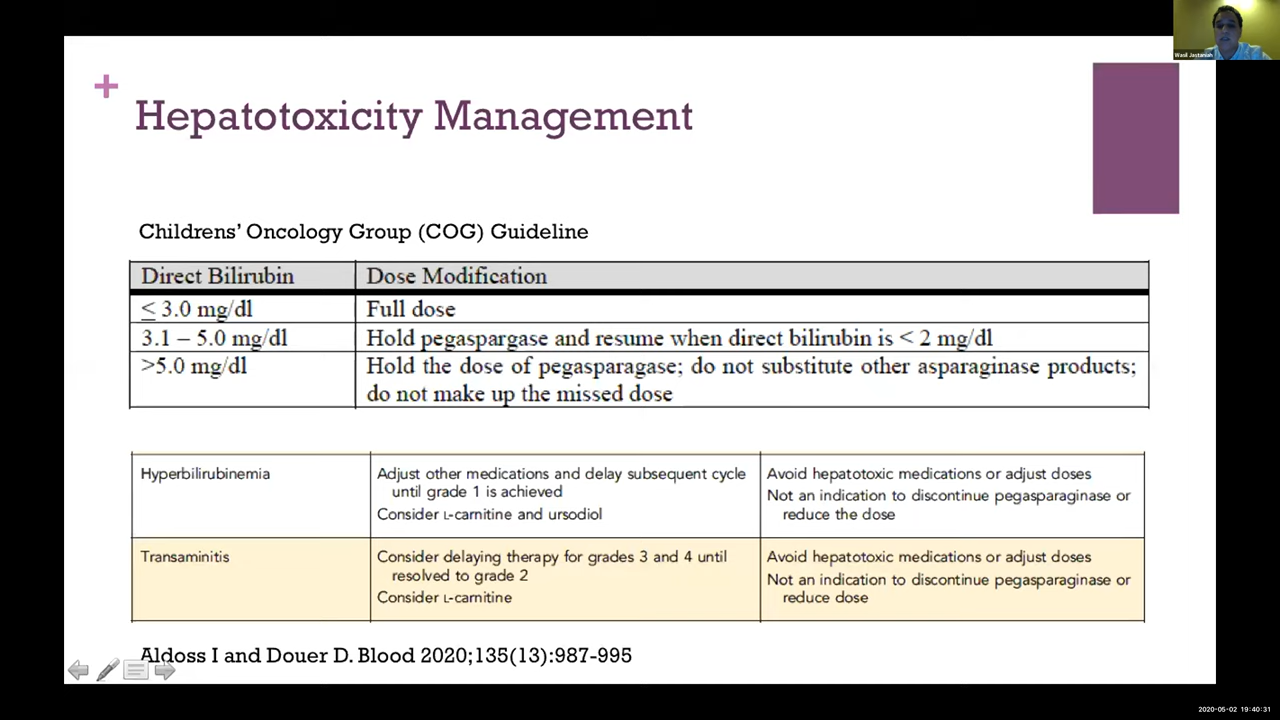 Wasil Jastaniah
+
Hepatotoxicity Management
Childrens’ Oncology Group (COG) Guideline
Direct Bilirubin Dose Modification
≤ 3.0 mg/dl Full dose
3.1 – 5.0 mg/dl Hold pegaspargase and resume when direct bilirubin is < 2 mg/dl
>5.0 mg/dl Hold the dose of pegasparagase; do not substitute other asparaginase products;
do not make up the missed dose
Hyperbilirubinemia Adjust other medications and delay subsequent cycle Avoid hepatotoxic medications or adjust doses
until grade 1 is achieved Not an indication to discontinue pegasparaginase or
Consider L-carnitine and ursodiol reduce the dose
Transaminitis Consider delaying therapy for grades 3 and 4 until Avoid hepatotoxic medications or adjust doses
resolved to grade 2 Not an indication to discontinue pegasparaginase or
Consider L-carnitine reduce dose
Aldoss I and Douer D. Blood 2020;135(13):987-995
2020-05-02 19:40:31